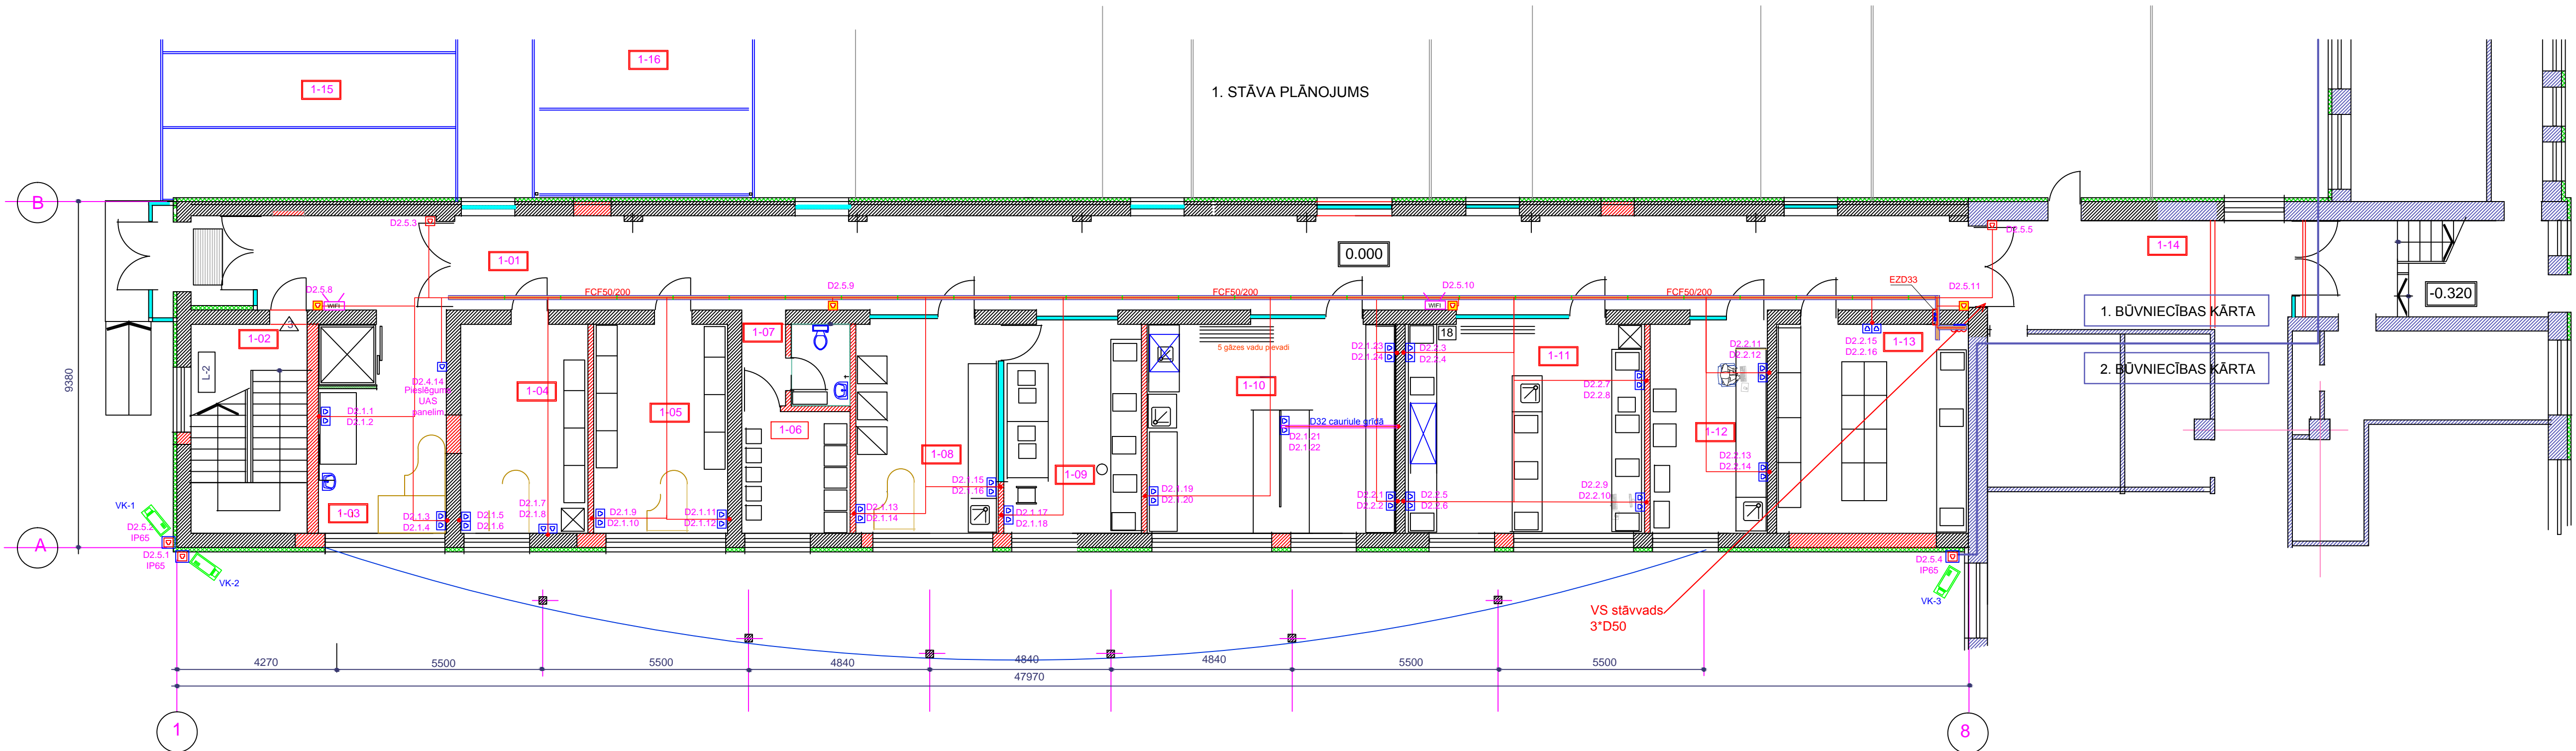 1-15
1-16
1. STĀVA PLĀNOJUMS
B
D2.5.3
D2.5.5
1-01
0.000
1-14
D2.5.8
WIFI
FCF50/200
D2.5.9
FCF50/200
D2.5.10
WIFI
FCF50/200
EZD33
D2.5.11
-0.320
1. BŪVNIECĪBAS KĀRTA
2. BŪVNIECĪBAS KĀRTA
3
1-02
L-2
1-07
5 gāzes vadu pievadi
18
D2.1.23
D2.1.24
D2.2.3
D2.2.4
1-11
D2.2.11
D2.2.12
D2.2.15
D2.2.16
1-13
9380
D2.4.14
Pieslēgums
UAS
panelim
1-04
1-10
D2.2.7
D2.2.8
D2.1.1
D2.1.2
1-05
1-06
D32 cauriule grīdā
D2.1.21
D2.1.22
1-12
1-08
1-09
D2.2.13
D2.2.14
D2.1.15
D2.1.16
D2.1.19
D2.1.20
D2.2.1
D2.2.2
D2.2.5
D2.2.6
D2.2.9
D2.2.10
1-03
D2.1.3
D2.1.4
D2.1.5
D2.1.6
D2.1.7
D2.1.8
D2.1.9
D2.1.10
D2.1.11
D2.1.12
D2.1.13
D2.1.14
D2.1.17
D2.1.18
VK-1
D2.5.2
IP65
A
D2.5.1
IP65
VK-2
D2.5.4
IP65
VK-3
VS stāvvads
3*D50
4270
5500
5500
4840
4840
4840
5500
5500
47970
1
8